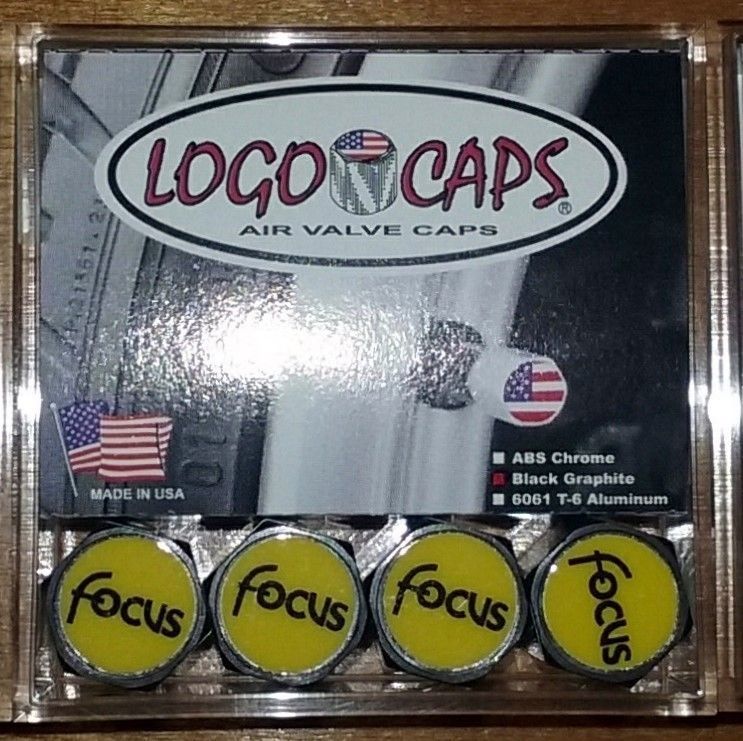 LOGO N CAPS®
AIR VALVE CAPS
MADE IN USA
ABS Chrome
Black Graphite
6061 T-6 Aluminum
focus
focus
focus
focus